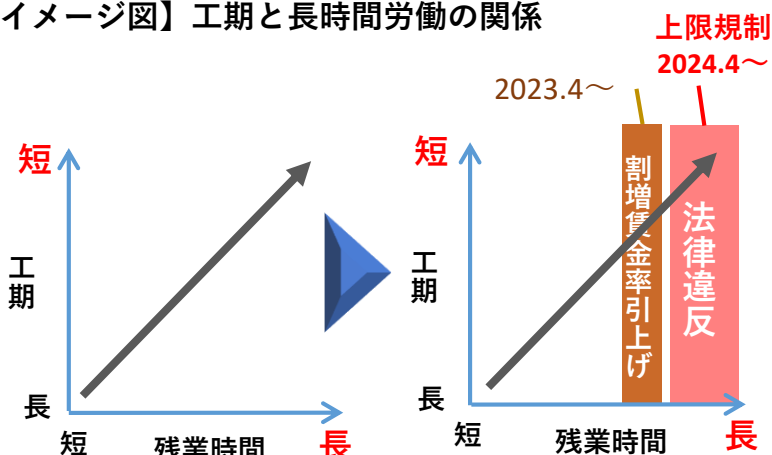 イメージ図】工期と長時間労働の関係
上限規制
2024.4～
2023.4～
短
工期
長
短
残業時間
長
短
工期
長
短
残業時間
長
割増賃金率引上げ
法律違反